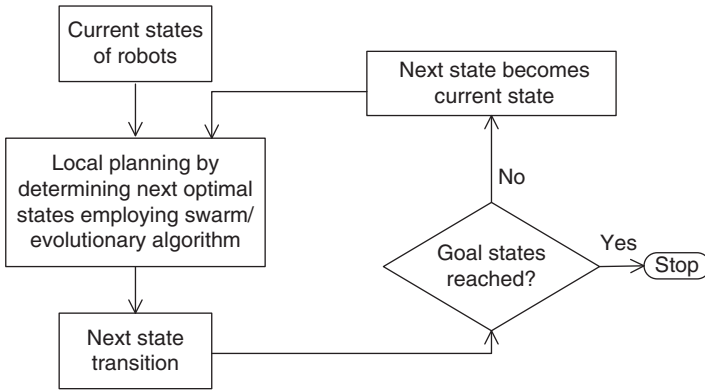 Current states
of robots
Next state becomes
current state
Local planning by
determining next optimal
states employing swarm/
evolutionary algorithm
No
Goal states
reached?
Yes
Stop
Next state
transition